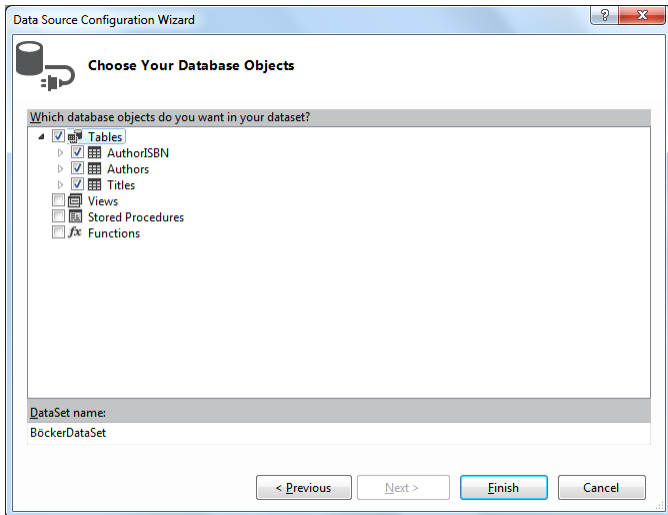 Data Source Configuration Wizard
Choose Your Database Objects
Which database objects do you want in your dataset?
Tables
AuthorISBN
Authors
Titles
Views
Stored Procedures
fx Functions
DataSet name:
BöckerDataSet
< Previous Next > Finish Cancel